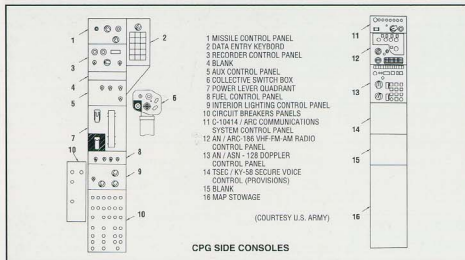 1 MISSILE CONTROL PANEL
2 DATA ENTRY KEYBORD
3 RECORDER CONTROL PANEL
4 BLANK
5 AUX CONTROL PANEL
6 COLLECTIVE SWITCH BOX
7 POWER LEVER QUADRANT
8 FUEL CONTROL PANEL
9 INTERIOR LIGHTING CONTROL PANEL
10 CIRCUIT BREAKERS PANEL
11 C-10414 / ARC COMMUNICATIONS
SYSTEM CONTROL PANEL
12 AN / ARC-186 VHF-FM-AM RADIO
CONTROL PANEL
13 AN / ASN - 128 DOPPLER
CONTROL PANEL
14 TSEC / KY-58 SECURE VOICE
CONTROL (PROVISIONS)
15 BLANK
16 MAP STOWAGE
(COURTESY U.S. ARMY)
CPG SIDE CONSOLES
1
2
3
4
5
6
7
10
8
9
10
11
12
13
14
15
16